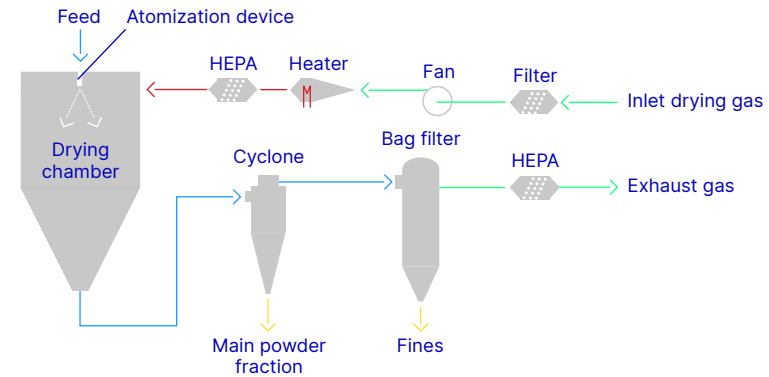 Feed
Atomization device
HEPA
Heater
Fan
Filter
Inlet drying gas
Drying
chamber
Cyclone
Bag filter
HEPA
Exhaust gas
Main powder
fraction
Fines